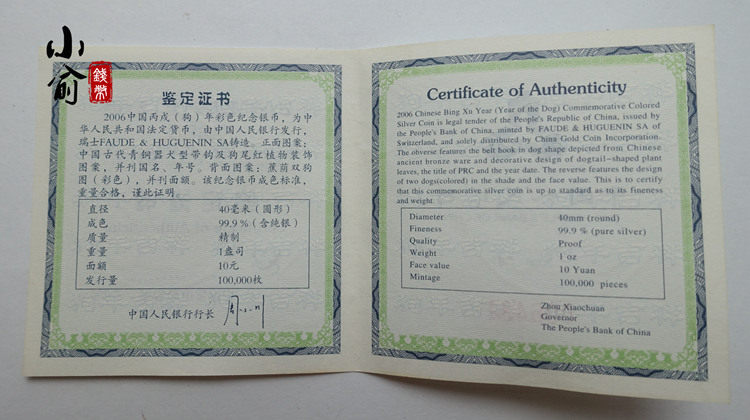 小俞
錢幣
鉴定证书
2006中国丙戌(狗)年彩色纪念银币,为中
华人民共和国法定货币,由中国人民银行发行,
瑞士FAUDE & HUGUENIN SA铸造。正面图案:
中国古代青铜器犬型带钩及狗尾红植物装饰
图案,并刊国名、年号。背面图案:蕉荫双狗
图(彩色),并刊面额。该纪念银币成色标准,
重量合格,谨此证明。
直径 40毫米(圆形)
成色 99.9%(含纯银)
质量 精制
重量 1盎司
面额 10元
发行量 100,000枚
中国人民银行行长
Certificate of Authenticity
2006 Chinese Bing Xu Year (Year of the Dog) Commemorative Colored
Silver Coin is legal tender of the People's Republic of China, issued by
the People's Bank of China, minted by FAUDE & HUGUENIN SA of
Switzerland, and solely distributed by China Gold Coin Incorporation.
The obverse features the belt hook in dog shape depicted from Chinese
ancient bronze ware and decorative design of dogtail-shaped plant
leaves, the title of PRC and the year date. The reverse features the design
of two dogs(colored) in the shade and the face value. This is to certify
that this commemorative silver coin is up to standard as to its fineness
and weight.
Diameter 40mm (round)
Fineness 99.9 % (pure silver)
Quality Proof
Weight 1 oz
Face value 10 Yuan
Mintage 100,000 pieces
Zhou Xiaochuan
Governor
The People's Bank of China